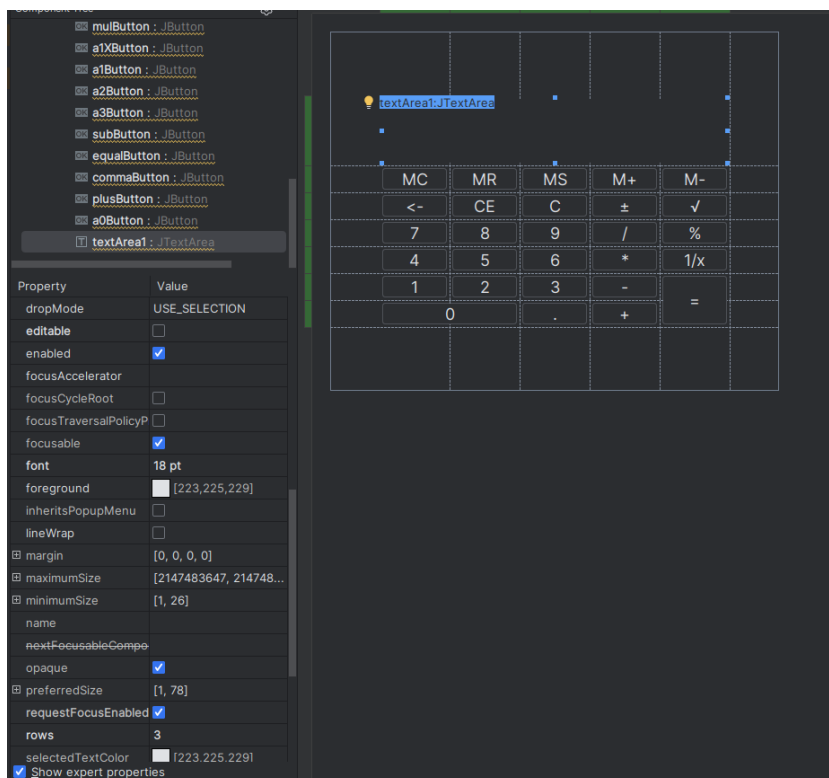 Component Tree
mulButton : JButton
a1XButton : JButton
a1Button : JButton
a2Button : JButton
a3Button : JButton
subButton : JButton
equalButton : JButton
commaButton : JButton
plusButton : JButton
a0Button : JButton
textArea1 : JTextArea
Property Value
dropMode USE_SELECTION
editable
enabled
focusAccelerator
focusCycleRoot
focusTraversalPolicyP
focusable
font 18 pt
foreground [223,225,229]
inheritsPopupMenu
lineWrap
margin [0, 0, 0, 0]
maximumSize [2147483647, 214748...
minimumSize [1, 26]
name
nextFocusableCompo
opaque
preferredSize [1, 78]
requestFocusEnabled
rows 3
selectedTextColor [223,225,229]
Show expert properties
textArea1:JTextArea
MC MR MS M+ M-
<- CE C ± √
7 8 9 / %
4 5 6 * 1/x
1 2 3 - =
0 . +